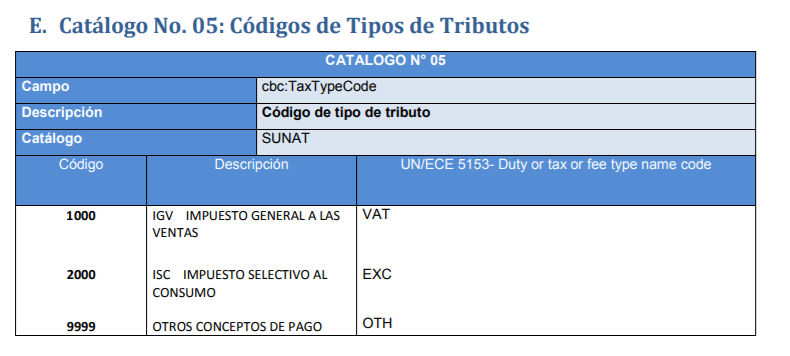 E. Catálogo No. 05: Códigos de Tipos de Tributos
CATALOGO N° 05
Campo cbc:TaxTypeCode
Descripción Código de tipo de tributo
Catálogo SUNAT
Código Descripción UN/ECE 5153- Duty or tax or fee type name code
1000 IGV IMPUESTO GENERAL A LAS VAT
VENTAS
2000 ISC IMPUESTO SELECTIVO AL EXC
CONSUMO
9999 OTROS CONCEPTOS DE PAGO OTH